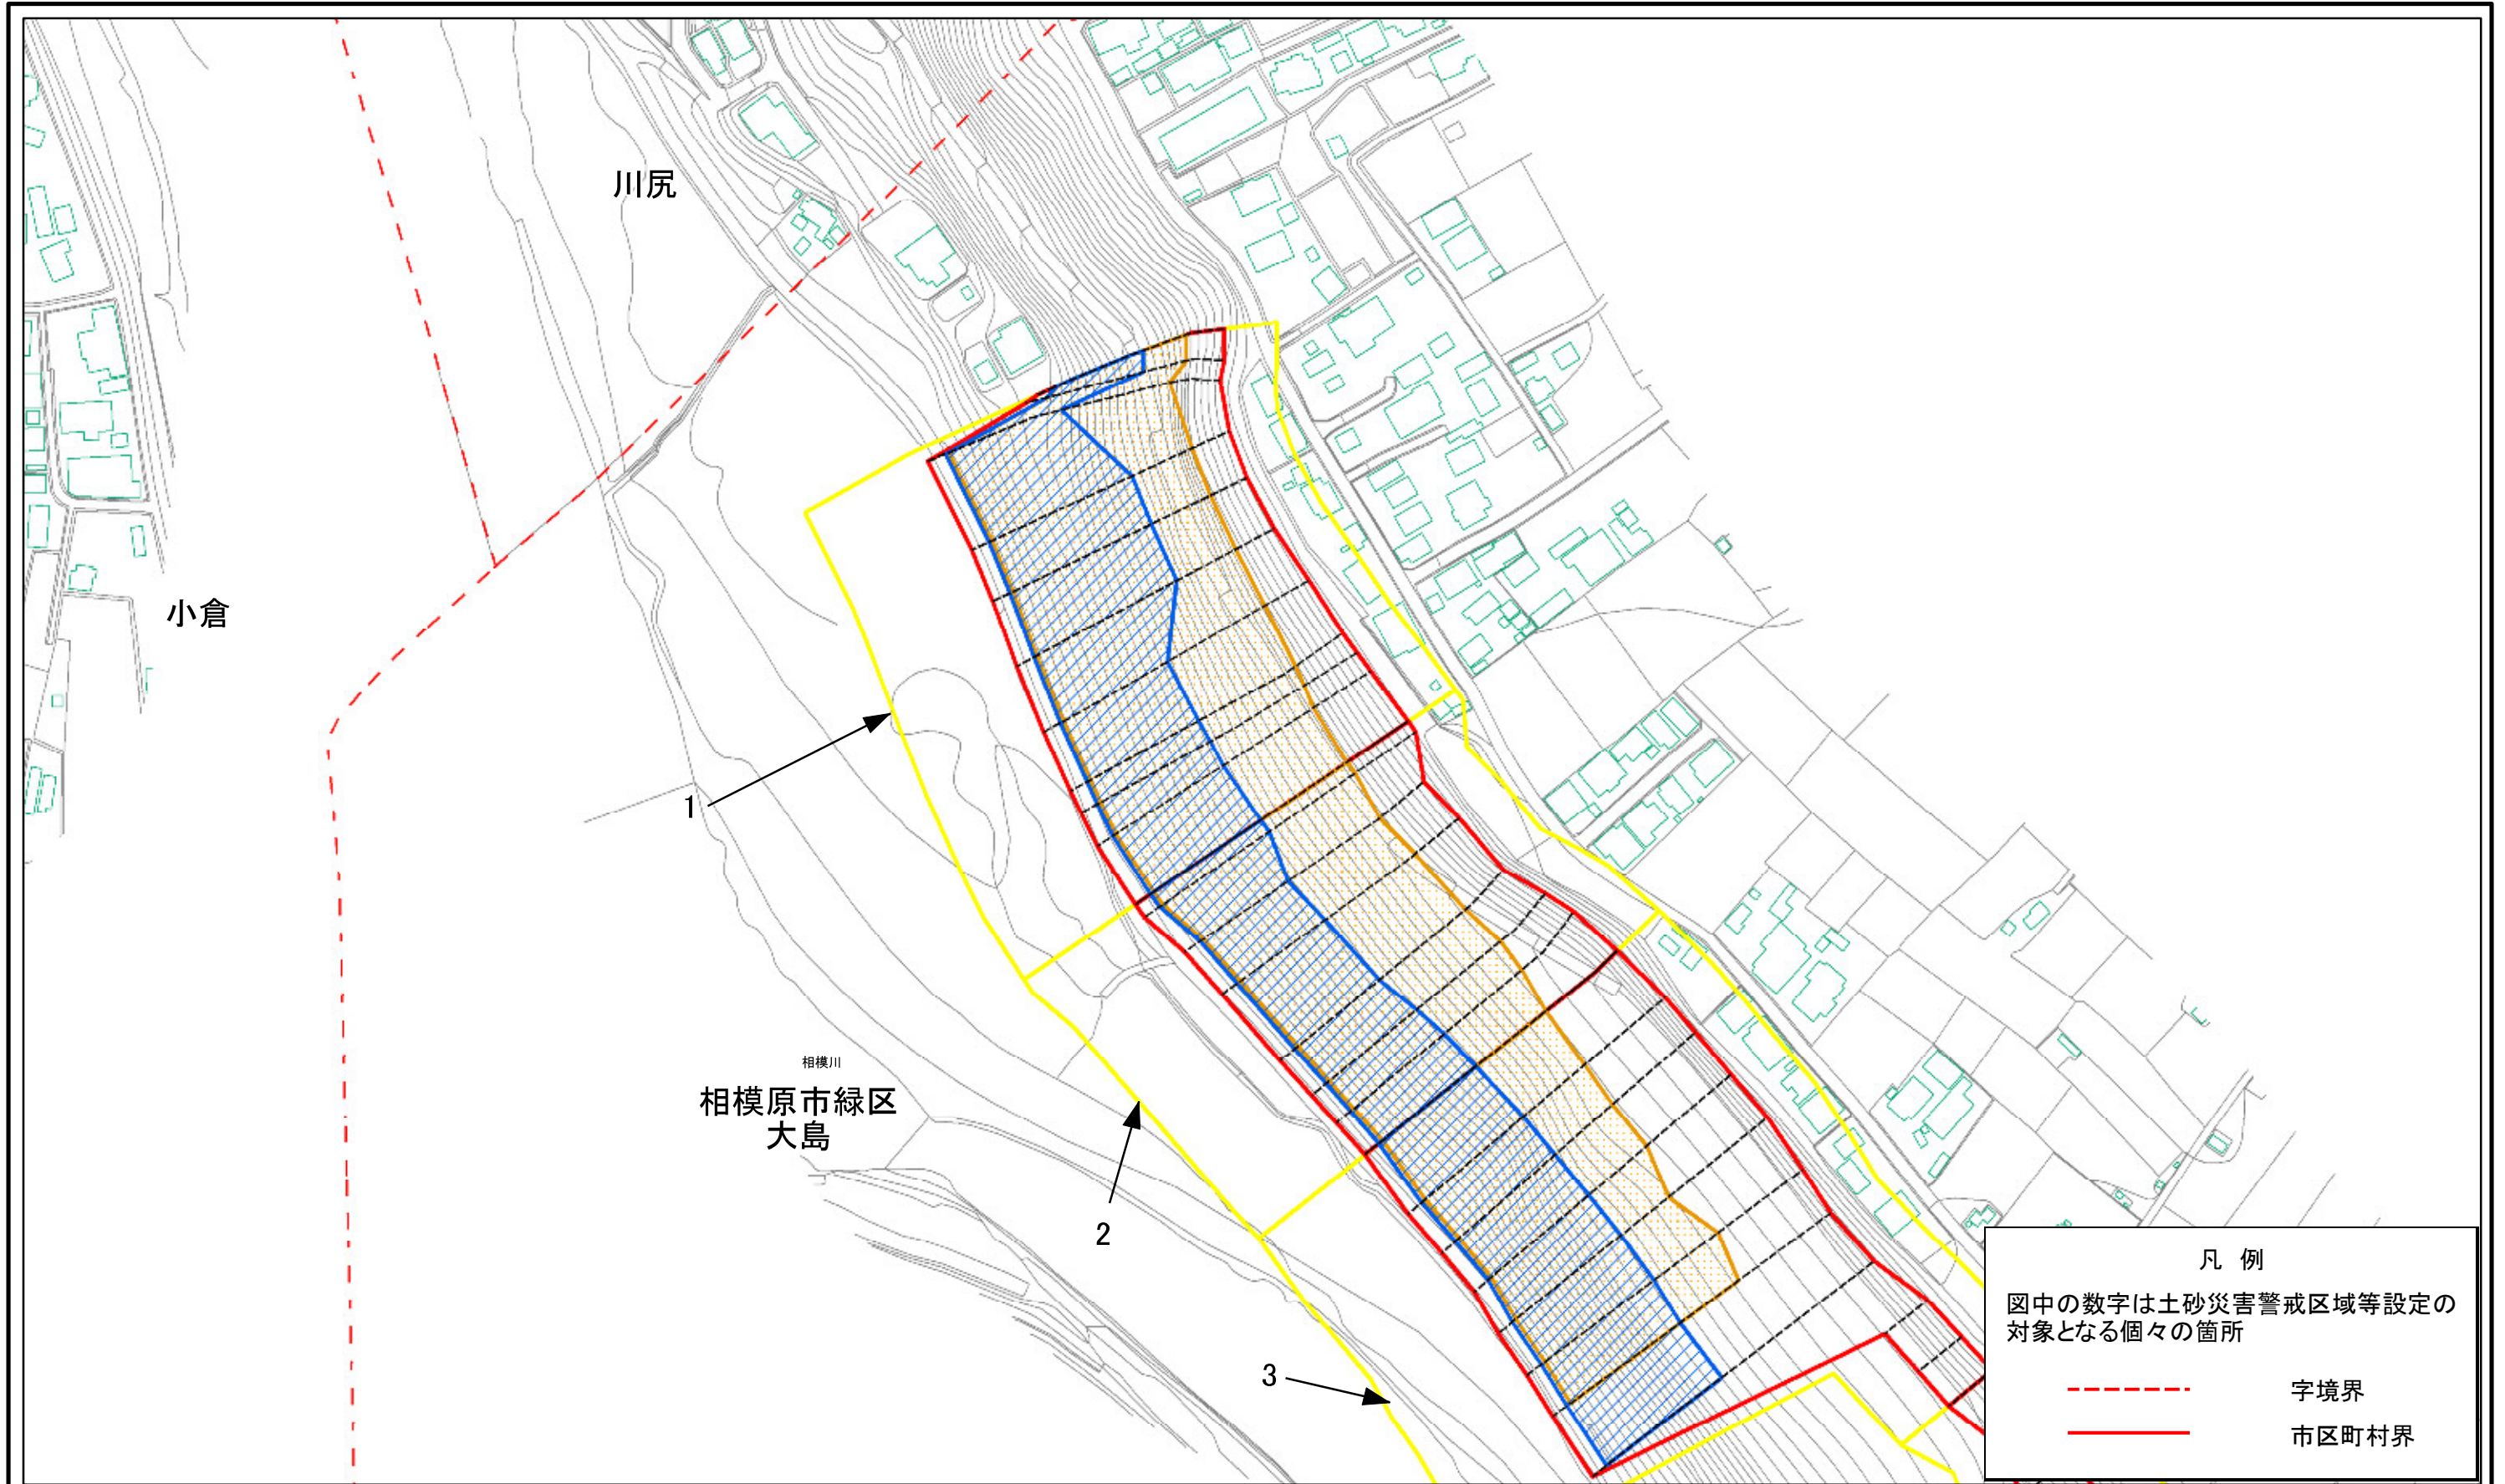 川尻
小倉
1
相模川
相模原市緑区
大島
2
3
凡 例
図中の数字は土砂災害警戒区域等設定の
対象となる個々の箇所
字境界
市区町村界